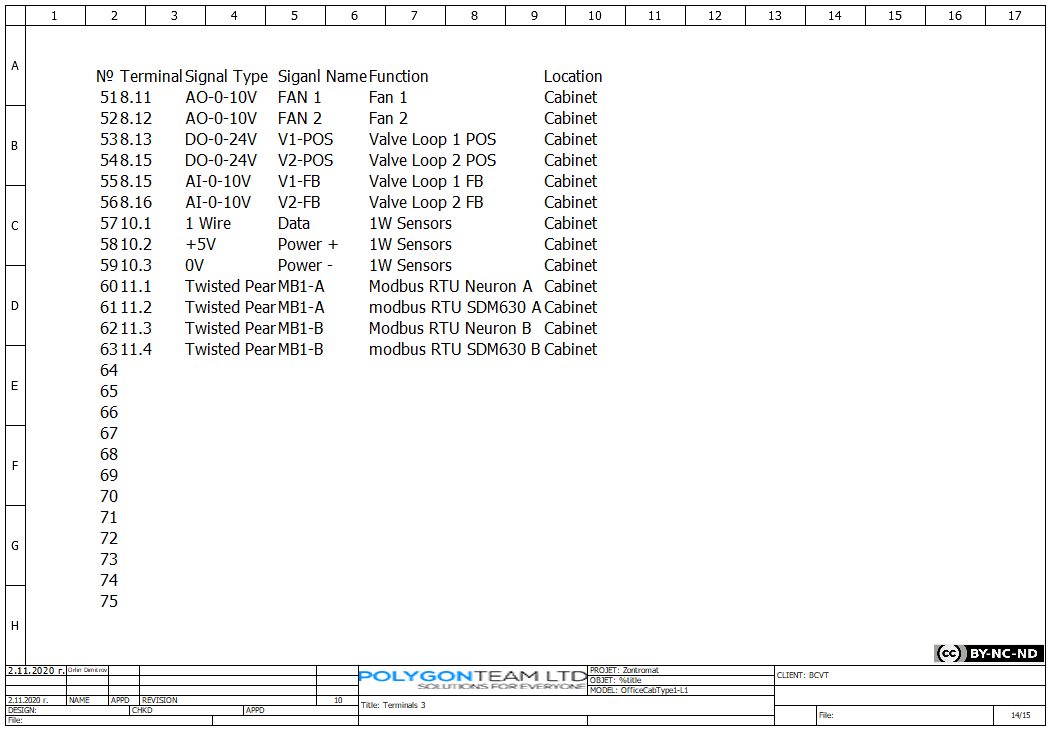 1 2 3 4 5 6 7 8 9 10 11 12 13 14 15 16 17
A
B
C
D
E
F
G
H
Nº Terminal Signal Type Siganl Name Function Location
51 8.11 AO-0-10V FAN 1 Fan 1 Cabinet
52 8.12 AO-0-10V FAN 2 Fan 2 Cabinet
53 8.13 DO-0-24V V1-POS Valve Loop 1 POS Cabinet
54 8.15 DO-0-24V V2-POS Valve Loop 2 POS Cabinet
55 8.15 AI-0-10V V1-FB Valve Loop 1 FB Cabinet
56 8.16 AI-0-10V V2-FB Valve Loop 2 FB Cabinet
57 10.1 1 Wire Data 1W Sensors Cabinet
58 10.2 +5V Power + 1W Sensors Cabinet
59 10.3 0V Power - 1W Sensors Cabinet
60 11.1 Twisted Pear MB1-A Modbus RTU Neuron A Cabinet
61 11.2 Twisted Pear MB1-A modbus RTU SDM630 A Cabinet
62 11.3 Twisted Pear MB1-B Modbus RTU Neuron B Cabinet
63 11.4 Twisted Pear MB1-B modbus RTU SDM630 B Cabinet
64
65
66
67
68
69
70
71
72
73
74
75
(cc) BY-NC-ND
2.11.2020 г. Orlin Dimitrov
2.11.2020 г. NAME APPD REVISION 10
DESIGN: CHKD APPD
File:
POLYGONTEAM LTD
SOLUTIONS FOR EVERYONE
PROJET: Zontromat
OBJET: %title
MODEL: OfficeCabType1-L1
Title: Terminals 3
CLIENT: BCVT
File: 14/15